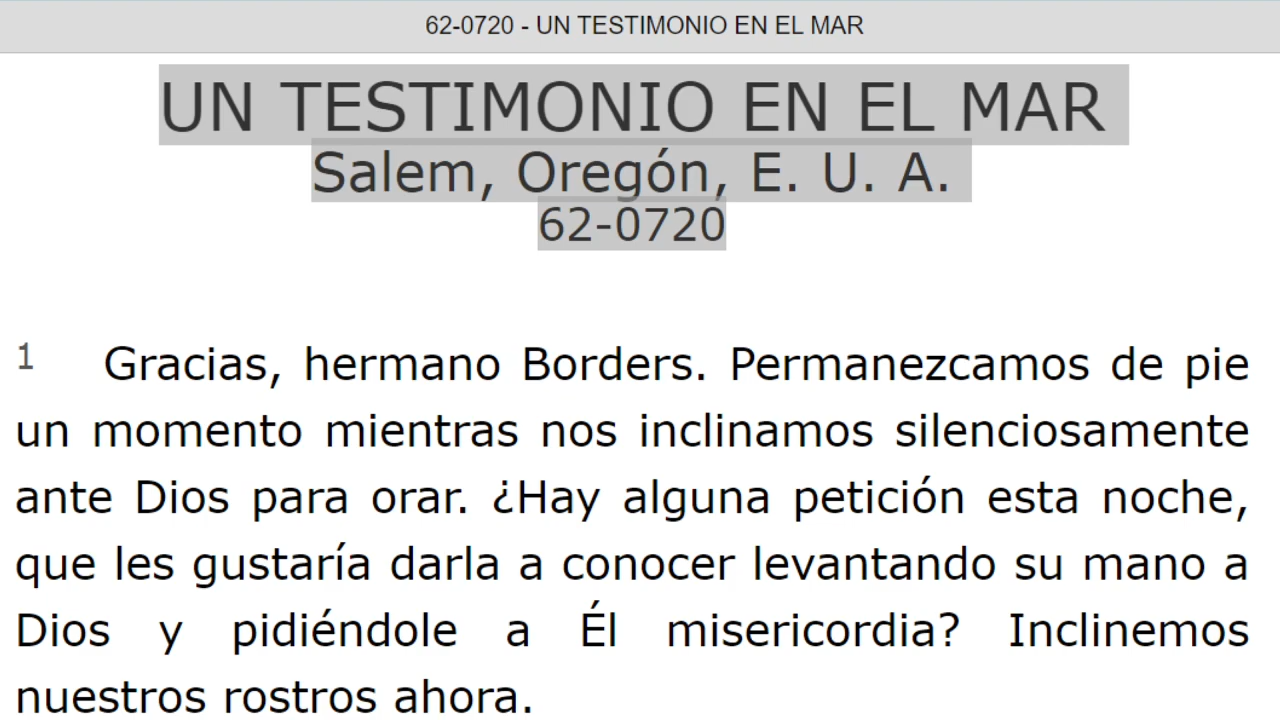 62-0720 - UN TESTIMONIO EN EL MAR
UN TESTIMONIO EN EL MAR
Salem, Oregón, E. U. A.
62-0720
1 Gracias, hermano Borders. Permanezcamos de pie
un momento mientras nos inclinamos silenciosamente
ante Dios para orar. ¿Hay alguna petición esta noche,
que les gustaría darla a conocer levantando su mano a
Dios y pidiéndole a Él misericordia? Inclinemos
nuestros rostros ahora.